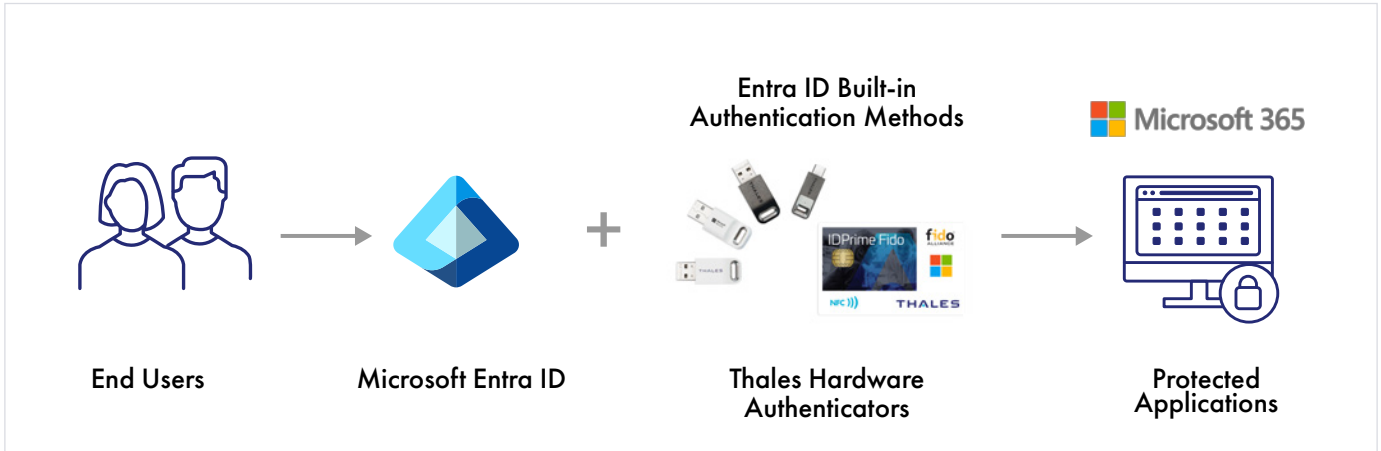 Entra ID Built-in
Authentication Methods
Microsoft 365
THALES
IDPrime Fido
fido
ALLIANCE
THALES
NFC
THALES
End Users
Microsoft Entra ID
Thales Hardware
Authenticators
Protected
Applications